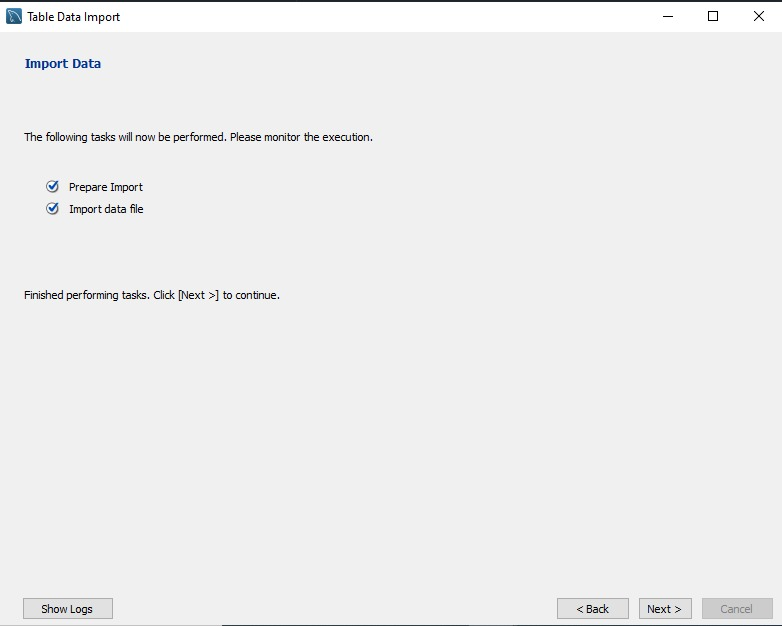 Table Data Import
Import Data
The following tasks will now be performed. Please monitor the execution.
Prepare Import
Import data file
Finished performing tasks. Click [Next >] to continue.
Show Logs
< Back
Next >
Cancel